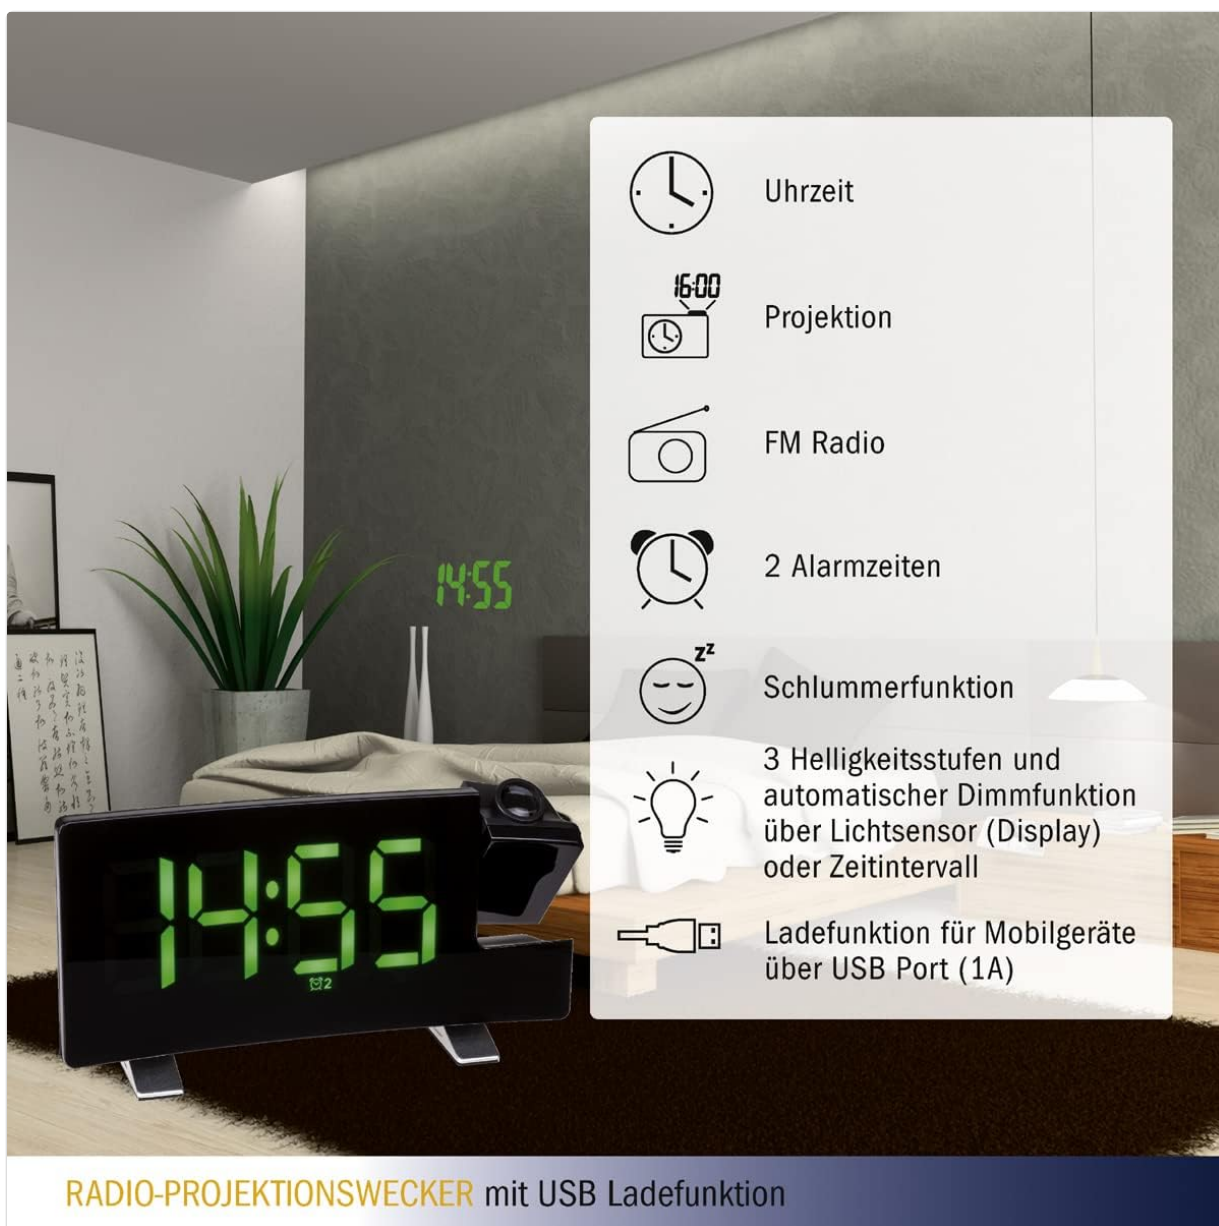 Uhrzeit
16:00
Projektion
FM Radio
2 Alarmzeiten
zz
Schlummerfunktion
3 Helligkeitsstufen und
automatischer Dimmfunktion
über Lichtsensor (Display)
oder Zeitintervall
Ladefunktion für Mobilgeräte
über USB Port (1A)
14:55
14:55
2
RADIO-PROJEKTIONSWECKER mit USB Ladefunktion